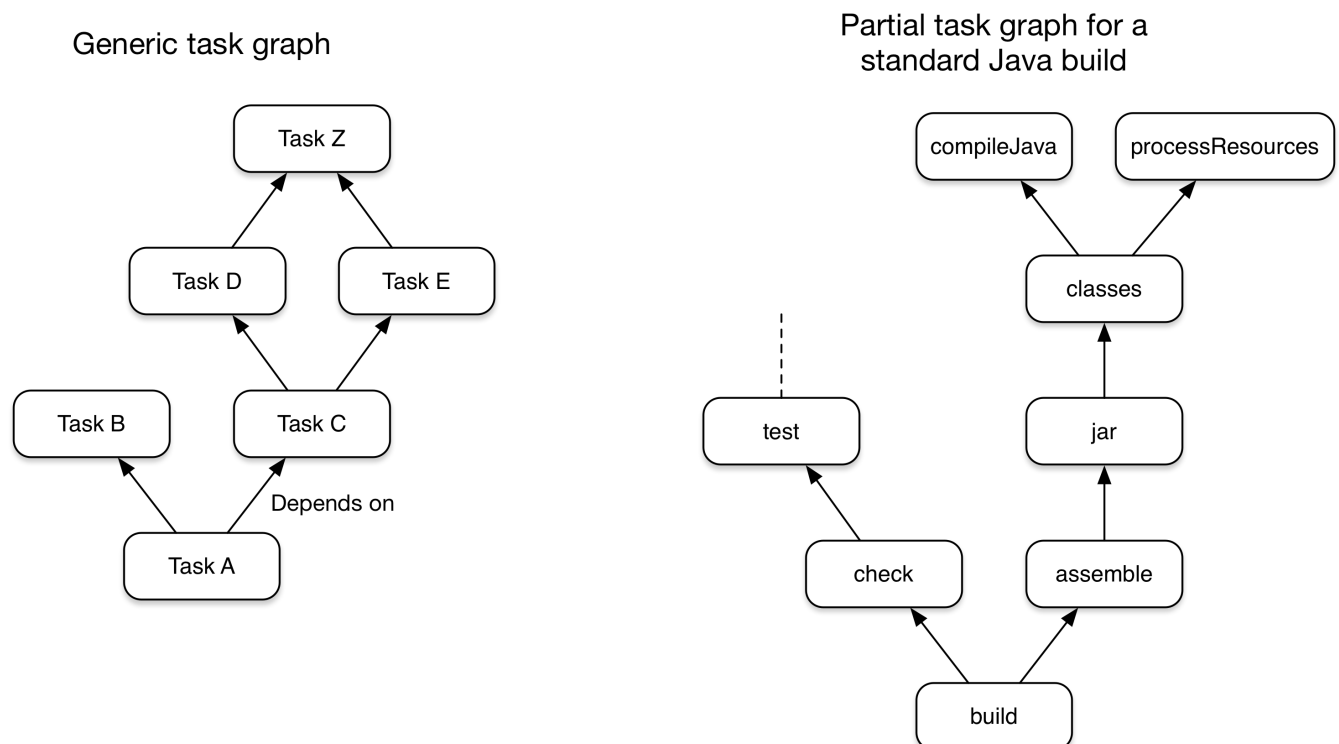 Generic task graph
Task Z
Task D
Task E
Task B
Task C
Depends on
Task A
Partial task graph for a
standard Java build
compileJava
processResources
classes
test
jar
check
assemble
build